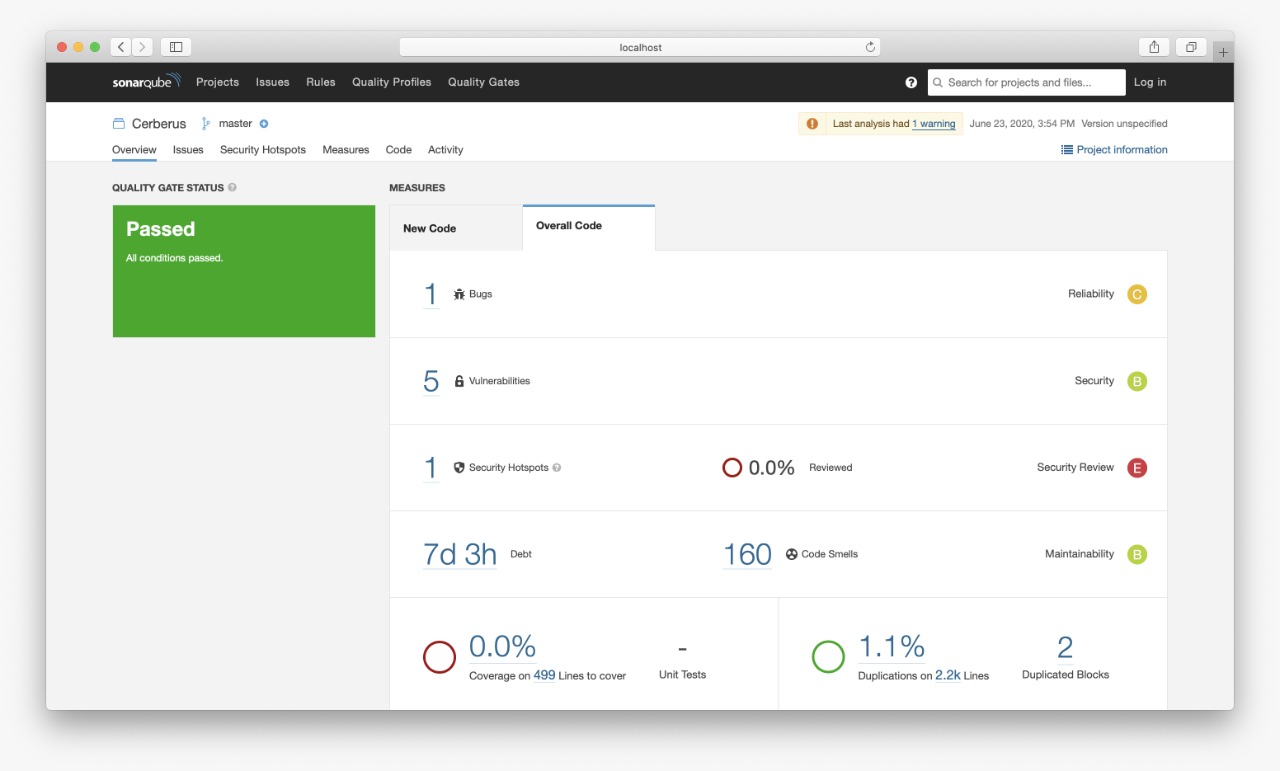 localhost
sonarqube Projects Issues Rules Quality Profiles Quality Gates ? Search for projects and files... Log in
Cerberus master Last analysis had 1 warning June 23, 2020, 3:54 PM Version unspecified
Overview Issues Security Hotspots Measures Code Activity Project information
QUALITY GATE STATUS ?
Passed
All conditions passed.
MEASURES
New Code Overall Code
1 Bugs Reliability C
5 Vulnerabilities Security B
1 Security Hotspots ? 0.0% Reviewed Security Review E
7d 3h Debt 160 Code Smells Maintainability B
0.0% - 1.1% 2
Coverage on 499 Lines to cover Unit Tests Duplications on 2.2k Lines Duplicated Blocks